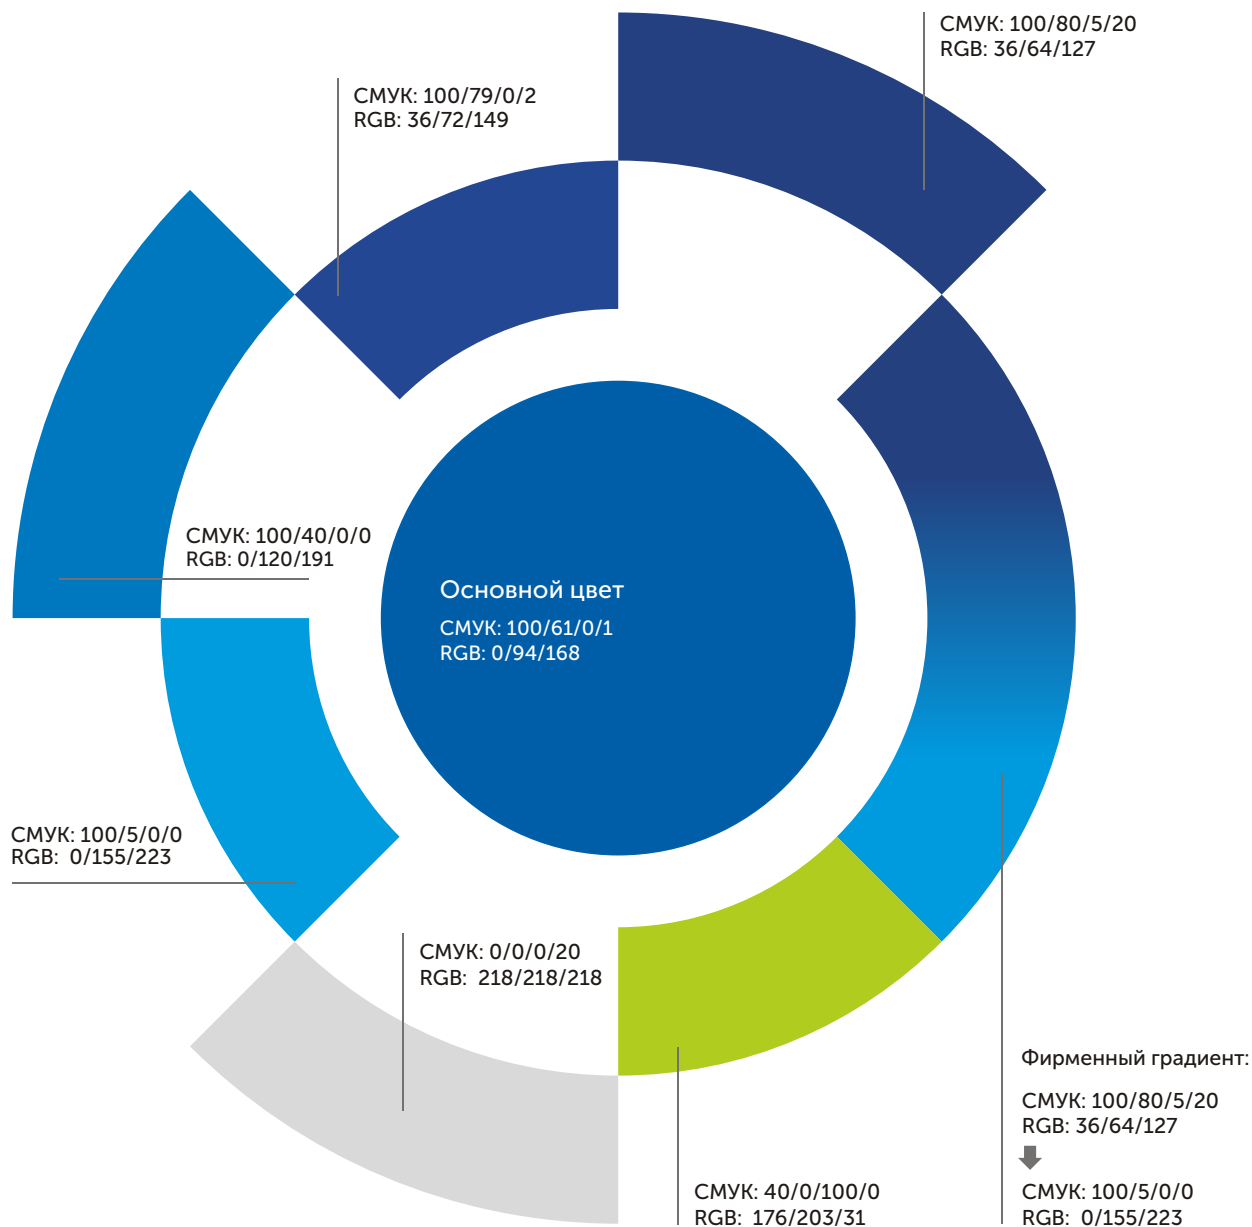 СМУК: 100/80/5/20
RGB: 36/64/127
СМУК: 100/79/0/2
RGB: 36/72/149
СМУК: 100/40/0/0
RGB: 0/120/191
Основной цвет
СМУК: 100/61/0/1
RGB: 0/94/168
СМУК: 100/5/0/0
RGB: 0/155/223
СМУК: 0/0/0/20
RGB: 218/218/218
СМУК: 40/0/100/0
RGB: 176/203/31
Фирменный градиент:
СМУК: 100/80/5/20
RGB: 36/64/127
СМУК: 100/5/0/0
RGB: 0/155/223